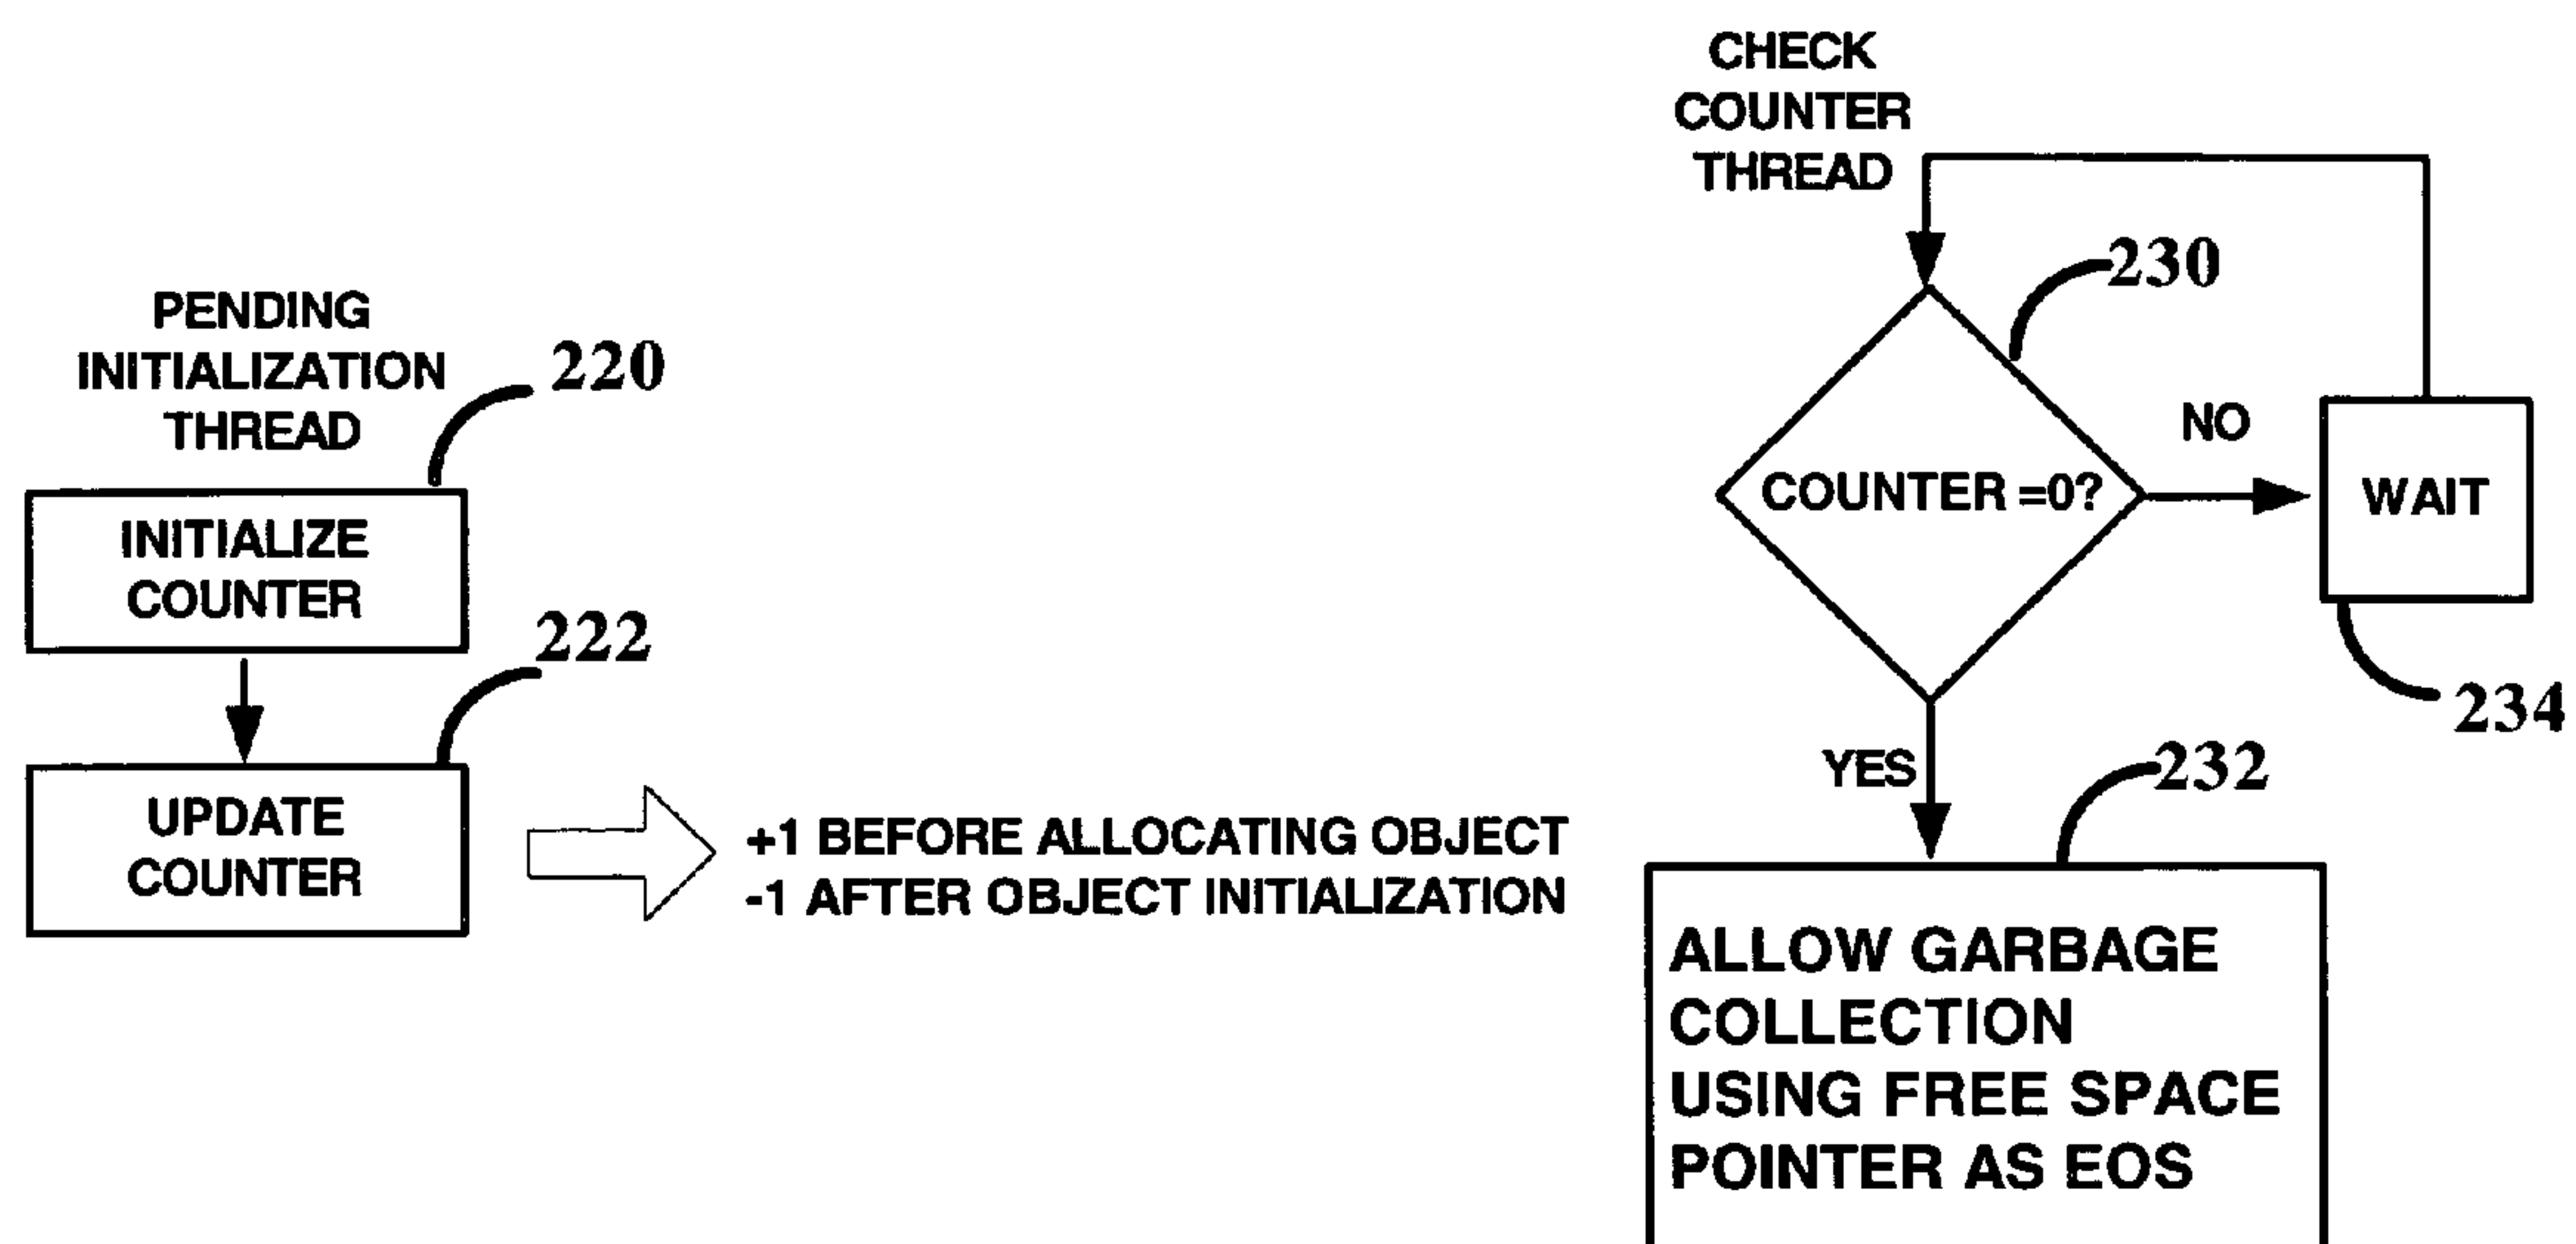 PENDING
INITIALIZATION
THREAD
220
INITIALIZE
COUNTER
222
UPDATE
COUNTER
+1 BEFORE ALLOCATING OBJECT
-1 AFTER OBJECT INITIALIZATION
CHECK
COUNTER
THREAD
230
COUNTER =0?
NO
WAIT
234
YES
232
ALLOW GARBAGE
COLLECTION
USING FREE SPACE
POINTER AS EOS